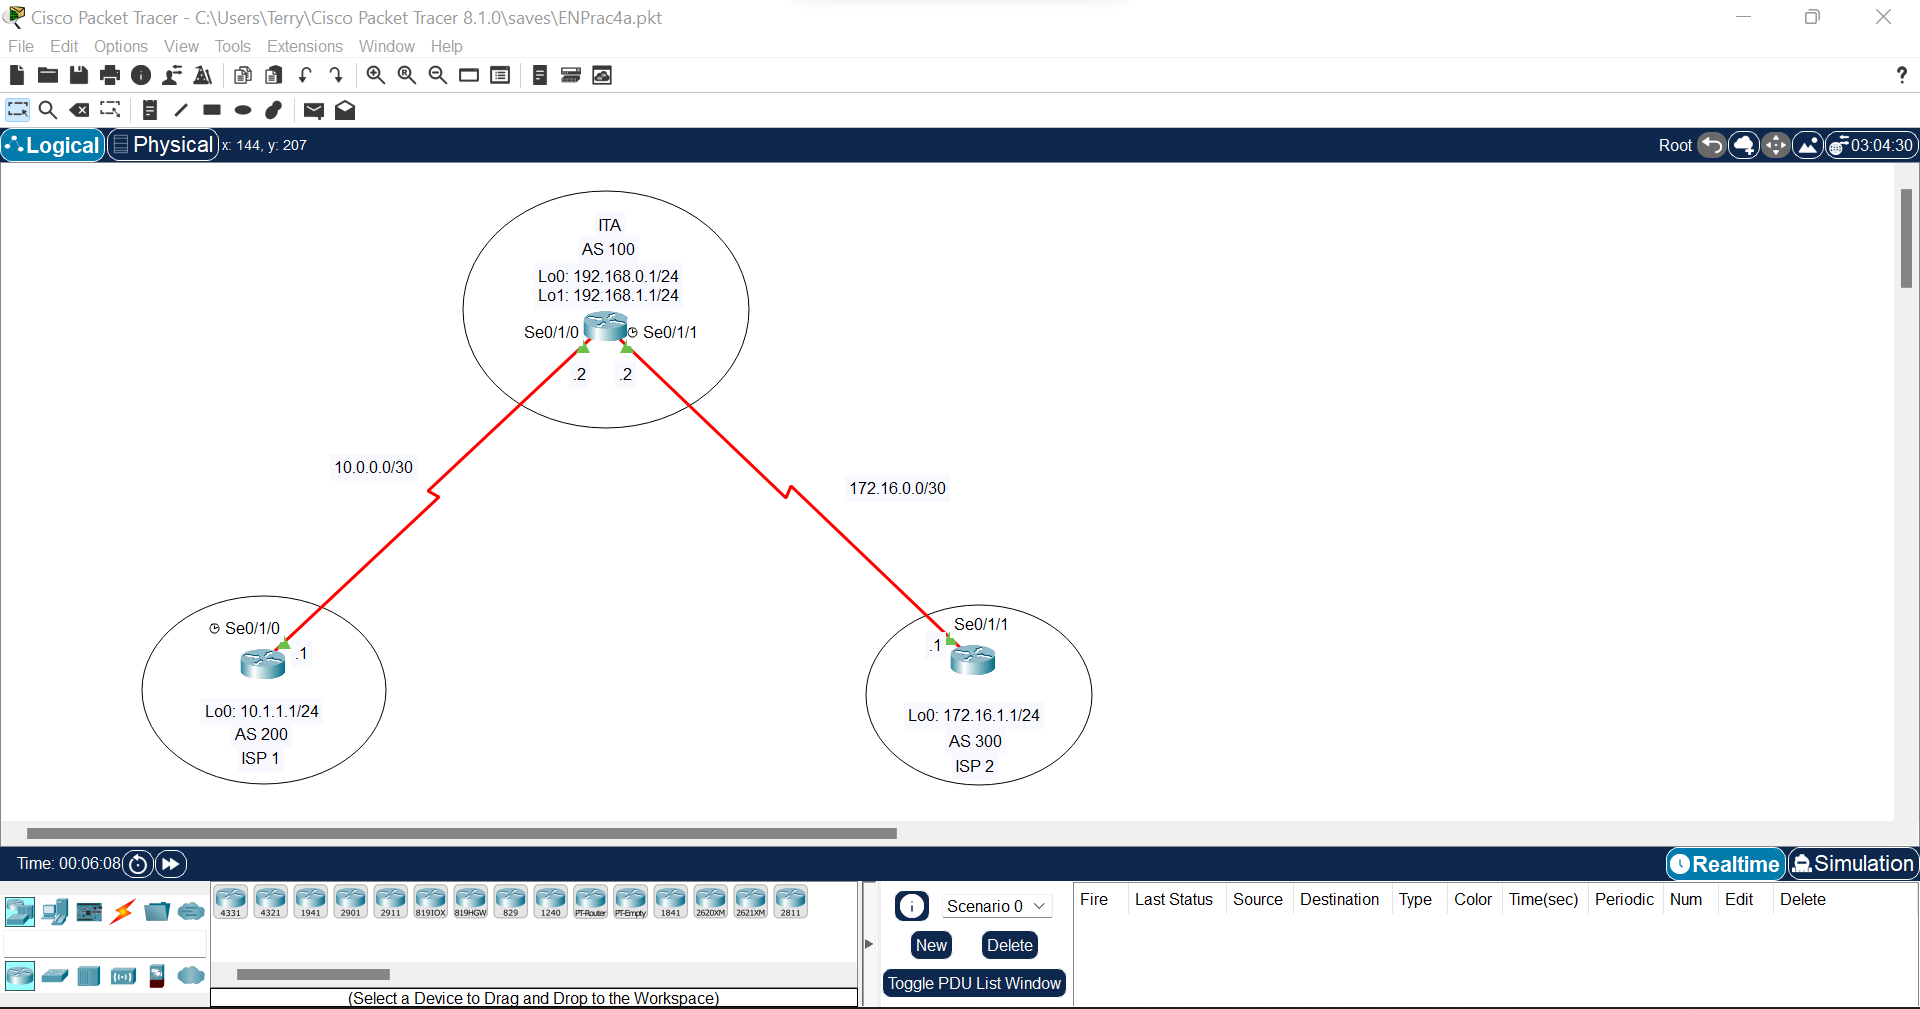 Cisco Packet Tracer - C:\Users\Terry\Cisco Packet Tracer 8.1.0\saves\ENPrac4a.pkt
File Edit Options View Tools Extensions Window Help
?
Logical Physical x: 144, y: 207 Root 03:04:30
ITA
AS 100
Lo0: 192.168.0.1/24
Lo1: 192.168.1.1/24
Se0/1/0 Se0/1/1
.2 .2
10.0.0.0/30
172.16.0.0/30
Se0/1/0
.1
Lo0: 10.1.1.1/24
AS 200
ISP 1
Se0/1/1
.1
Lo0: 172.16.1.1/24
AS 300
ISP 2
Time: 00:06:08 Realtime Simulation
4331 4321 1941 2901 2911 819IOX 819HGW 829 1240 PT-Router PT-Empty 1841 2620XM 2621XM 2811
(Select a Device to Drag and Drop to the Workspace)
Scenario 0
New Delete
Toggle PDU List Window
Fire Last Status Source Destination Type Color Time(sec) Periodic Num Edit Delete